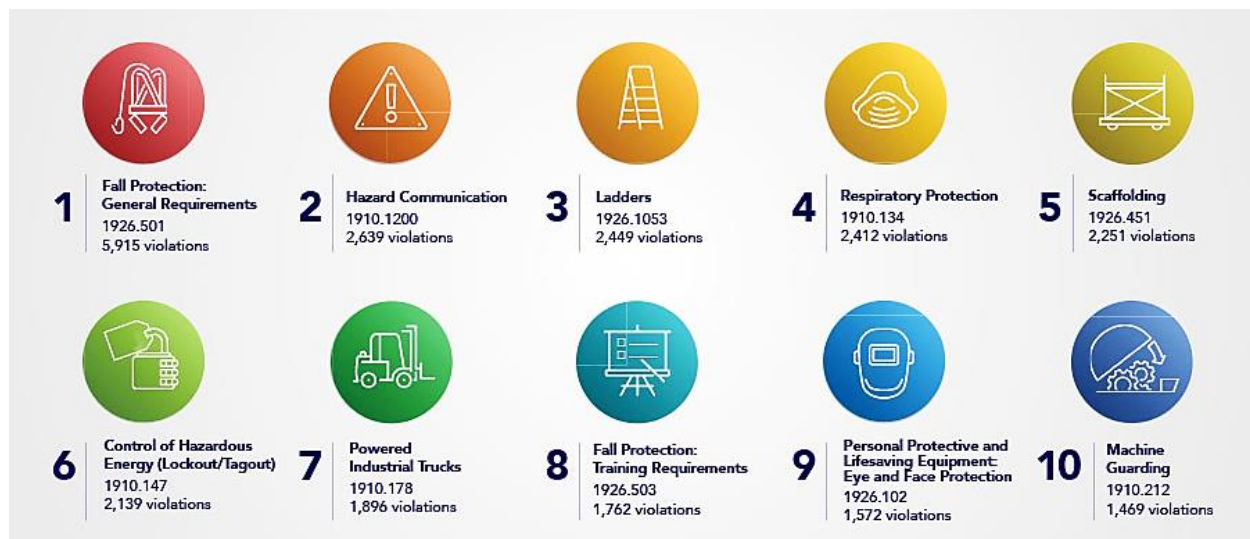 1
Fall Protection:
General Requirements
1926.501
5,915 violations
2
Hazard Communication
1910.1200
2,639 violations
3
Ladders
1926.1053
2,449 violations
4
Respiratory Protection
1910.134
2,412 violations
5
Scaffolding
1926.451
2,251 violations
6
Control of Hazardous
Energy (Lockout/Tagout)
1910.147
2,139 violations
7
Powered
Industrial Trucks
1910.178
1,896 violations
8
Fall Protection:
Training Requirements
1926.503
1,762 violations
9
Personal Protective and
Lifesaving Equipment:
Eye and Face Protection
1926.102
1,572 violations
10
Machine
Guarding
1910.212
1,469 violations